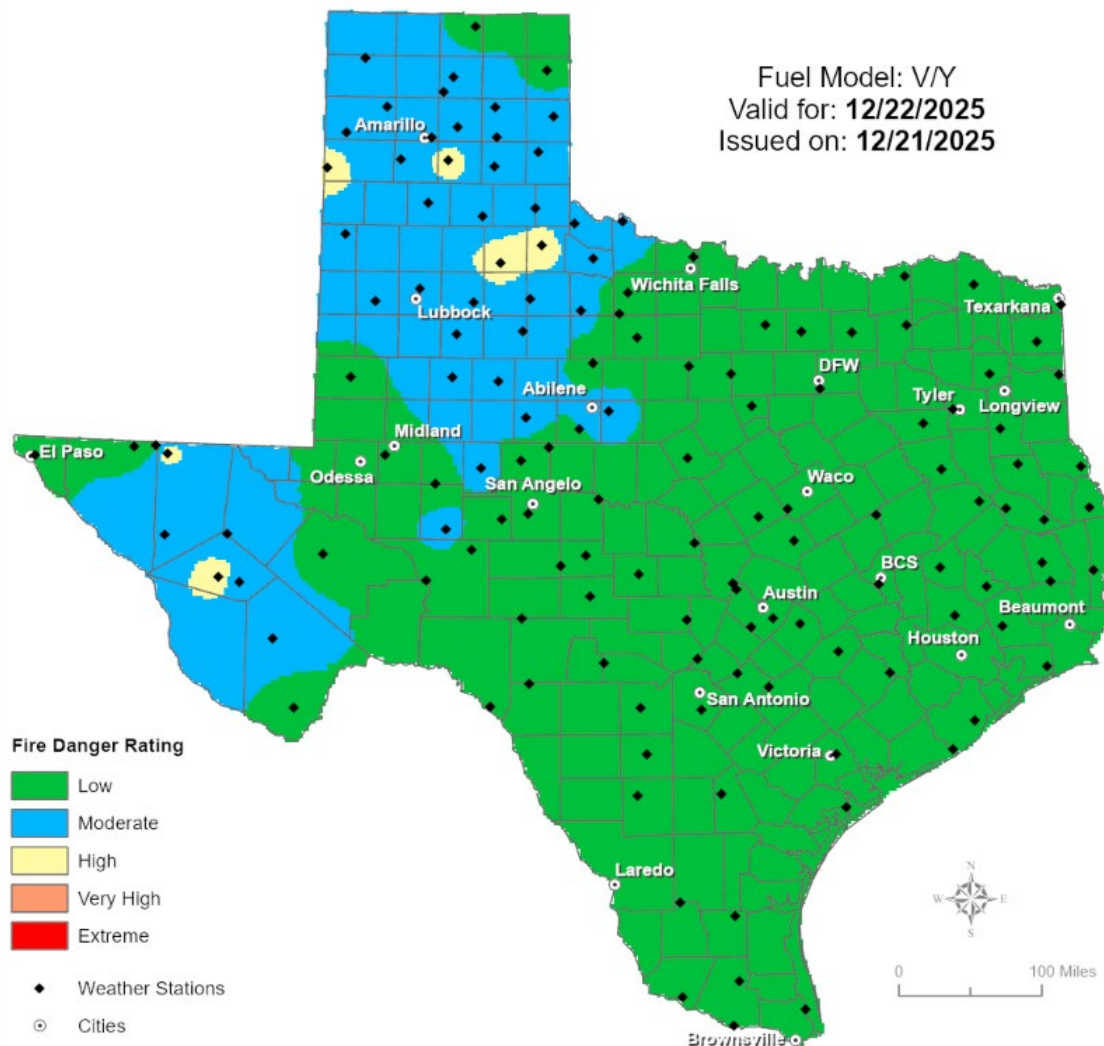 Fuel Model: V/Y
Valid for: 12/22/2025
Issued on: 12/21/2025
Amarillo
Wichita Falls
Lubbock
Texarkana
DFW
Abilene
Tyler
Longview
Midland
El Paso
Odessa
San Angelo
Waco
BCS
Austin
Beaumont
Houston
San Antonio
Victoria
Laredo
Brownsville
Fire Danger Rating
Low
Moderate
High
Very High
Extreme
Weather Stations
Cities
N
W E
S
0 100 Miles